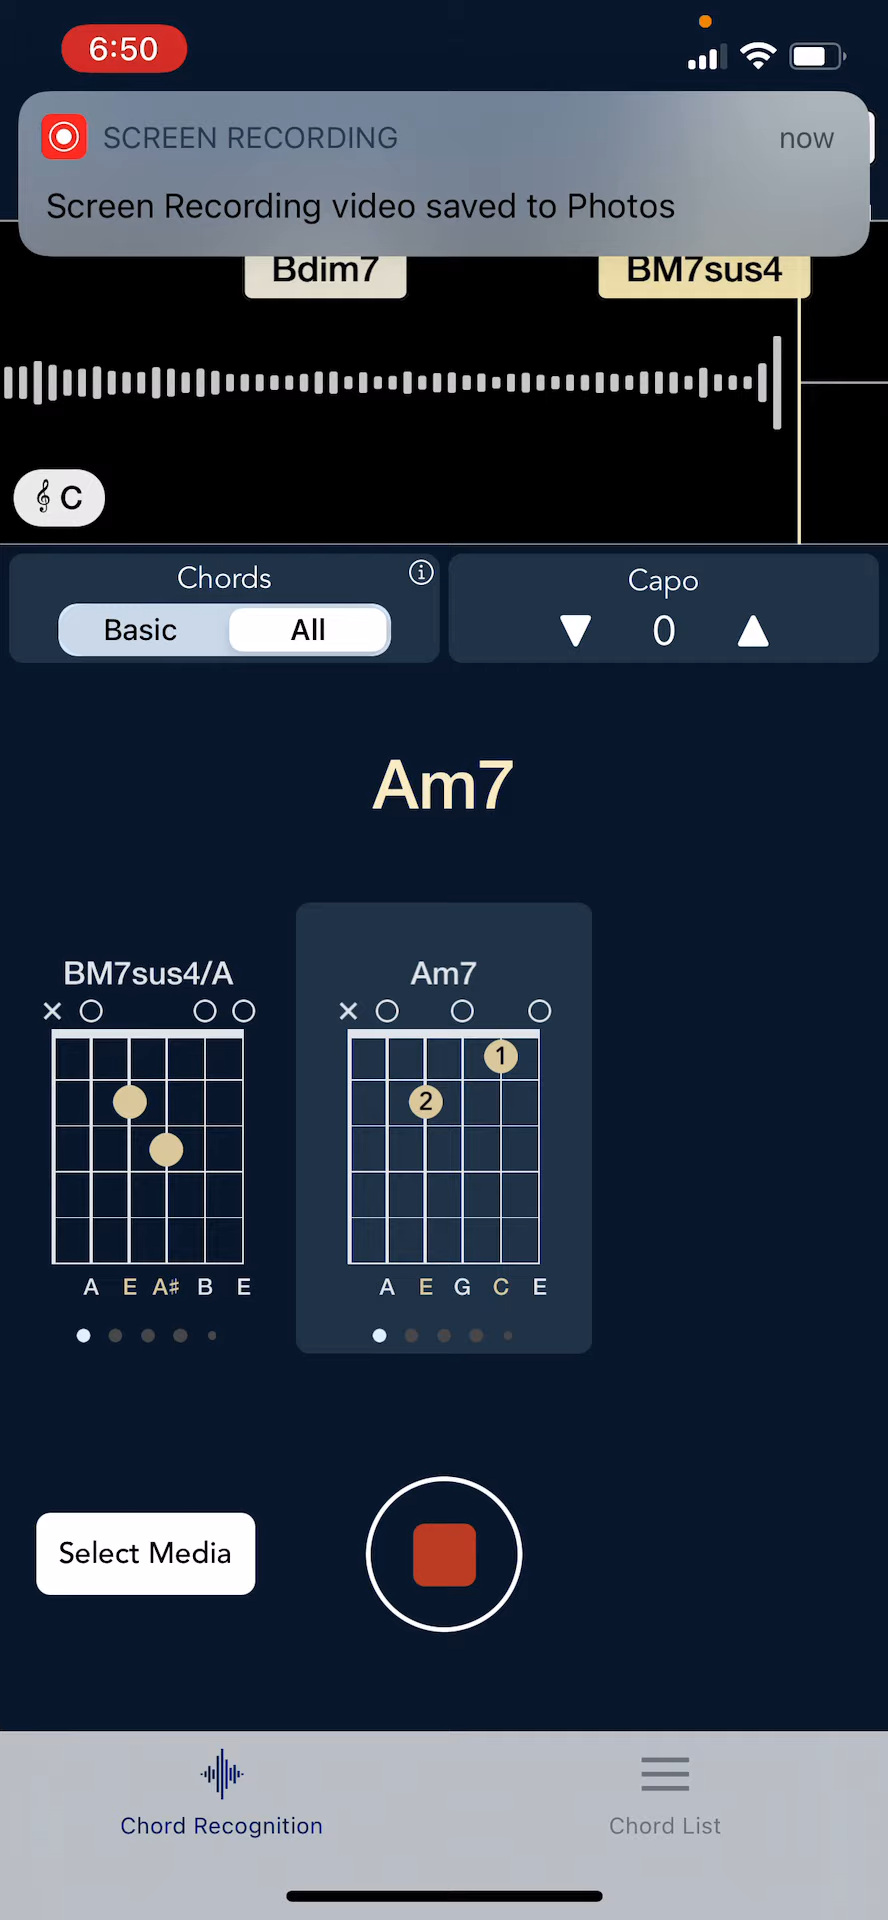 6:50
SCREEN RECORDING now
Screen Recording video saved to Photos
Bdim7 BM7sus4
C
Chords Capo
Basic All 0
Am7
BM7sus4/A Am7
1
2 
A E A♯ B E A E G C E
Select Media
Chord Recognition Chord List